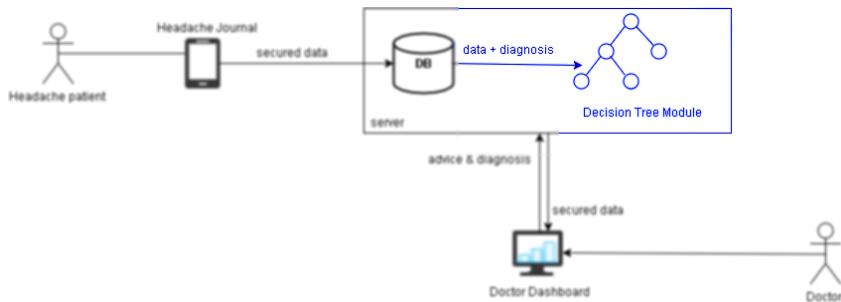 Headache Journal
secured data
DB
data + diagnosis
Headache patient
Decision Tree Module
server
advice & diagnosis
secured data
Doctor Dashboard
Doctor